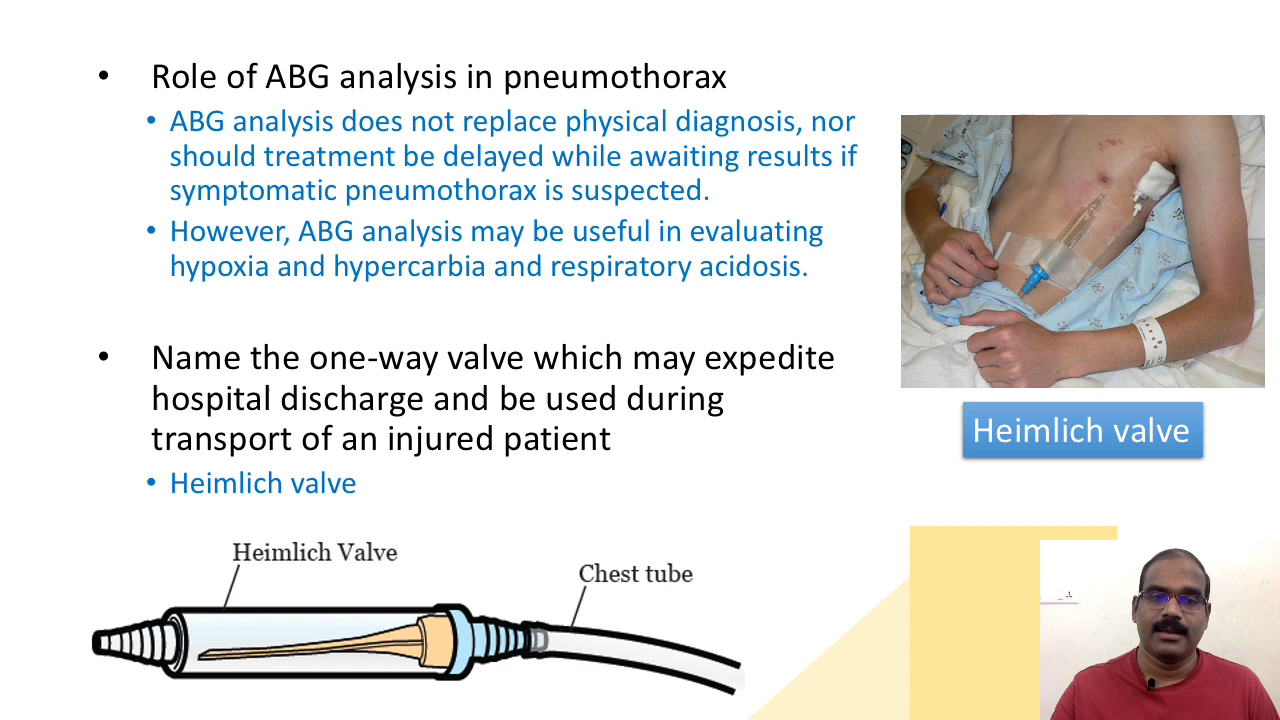 • Role of ABG analysis in pneumothorax
• ABG analysis does not replace physical diagnosis, nor
should treatment be delayed while awaiting results if
symptomatic pneumothorax is suspected.
• However, ABG analysis may be useful in evaluating
hypoxia and hypercarbia and respiratory acidosis.
• Name the one-way valve which may expedite
hospital discharge and be used during
transport of an injured patient
• Heimlich valve
Heimlich valve
Heimlich Valve
Chest tube